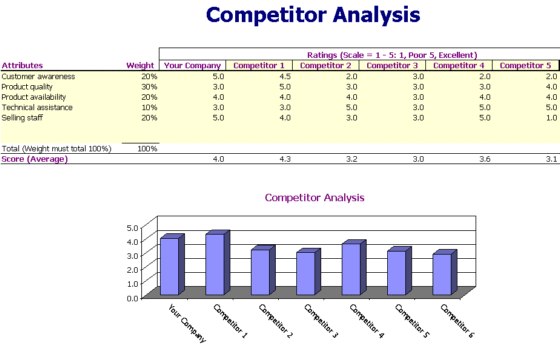 Competitor Analysis
Ratings (Scale = 1 - 5: 1, Poor 5, Excellent)
Attributes Weight Your Company Competitor 1 Competitor 2 Competitor 3 Competitor 4 Competitor 5
Customer awareness 20% 5.0 4.5 2.0 3.0 2.0 2.0
Product quality 30% 3.0 5.0 3.0 3.0 3.0 4.0
Product availability 20% 4.0 4.0 4.0 3.0 4.0 4.0
Technical assistance 10% 3.0 3.0 5.0 3.0 5.0 5.0
Selling staff 20% 5.0 4.0 3.0 3.0 5.0 1.0
Total (Weight must total 100%) 100%
Score (Average) 4.0 4.3 3.2 3.0 3.6 3.1
Competitor Analysis
5.0
4.0
3.0
2.0
1.0
0.0
Your Company
Competitor 1
Competitor 2
Competitor 3
Competitor 4
Competitor 5
Competitor 6